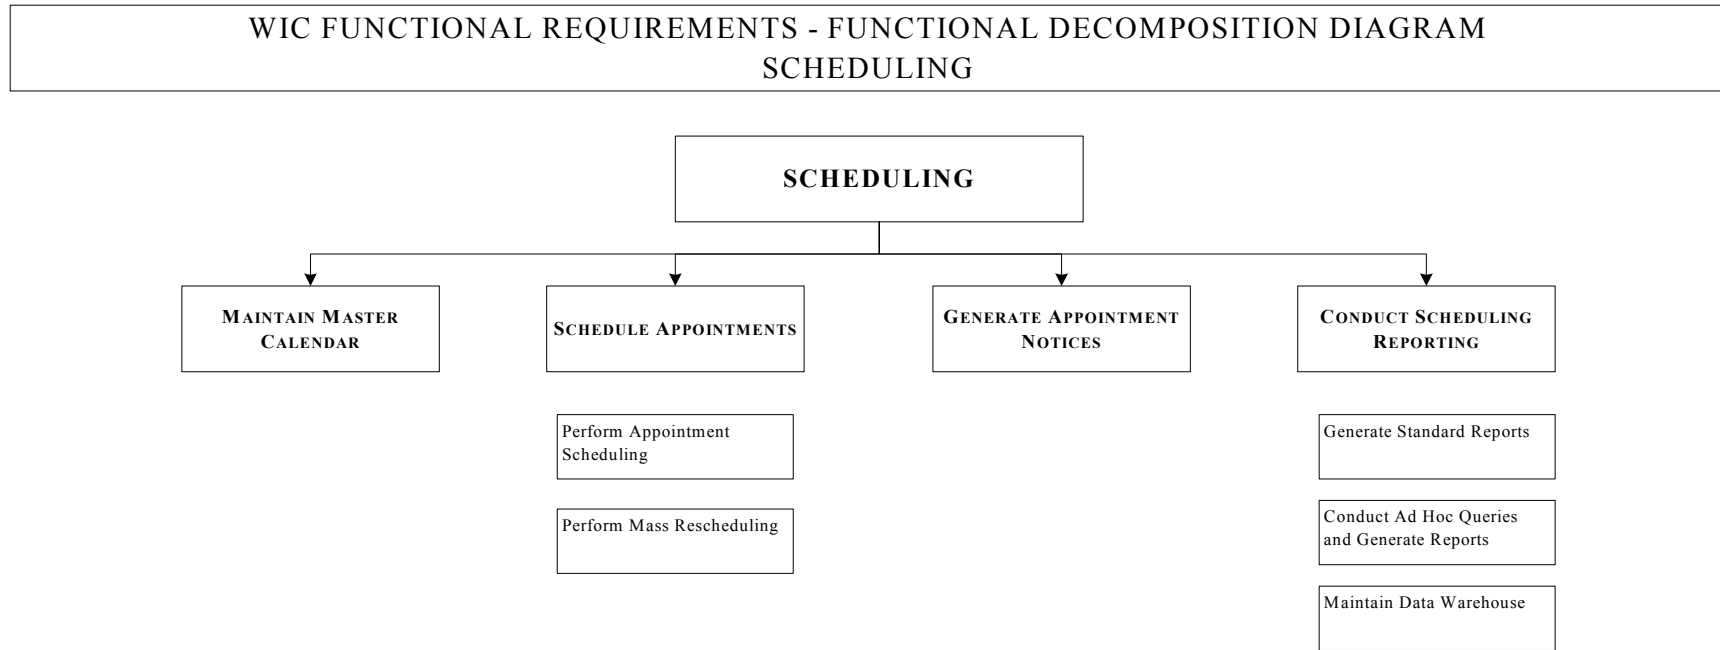 WIC FUNCTIONAL REQUIREMENTS - FUNCTIONAL DECOMPOSITION DIAGRAM
SCHEDULING
SCHEDULING
MAINTAIN MASTER
CALENDAR
SCHEDULE APPOINTMENTS
GENERATE APPOINTMENT
NOTICES
CONDUCT SCHEDULING
REPORTING
Perform Appointment
Scheduling
Perform Mass Rescheduling
Generate Standard Reports
Conduct Ad Hoc Queries
and Generate Reports
Maintain Data Warehouse